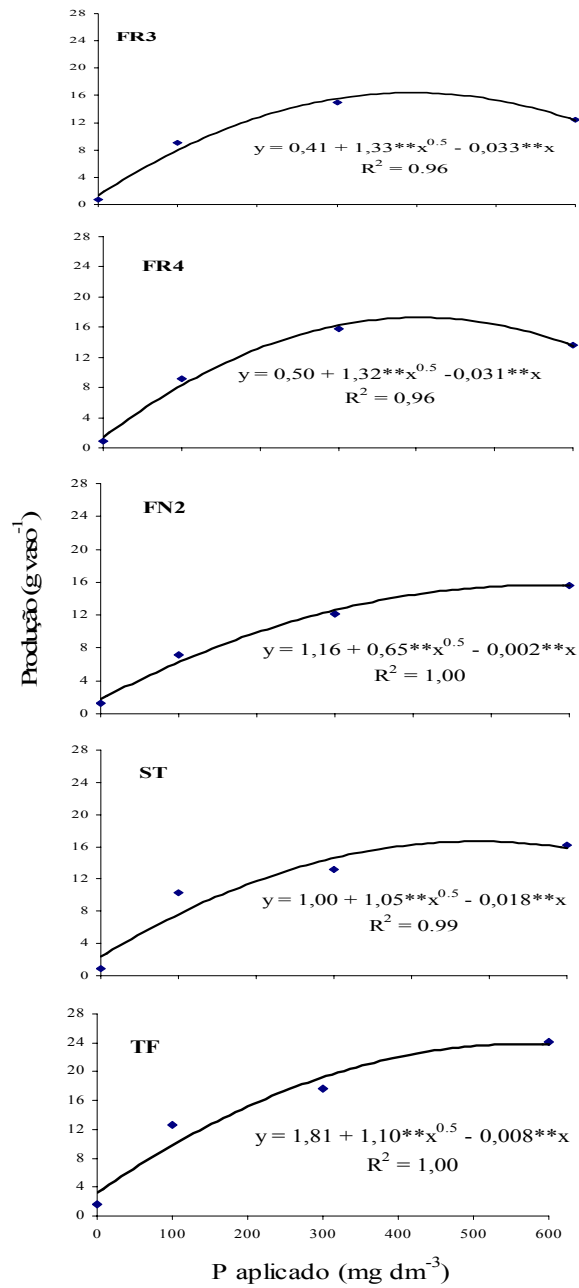 28
24
20
16
12
8
4
0
FR3
y = 0,41 + 1,33**x^0.5 - 0,033**x
R^2 = 0.96
28
24
20
16
12
8
4
0
FR4
y = 0,50 + 1,32**x^0.5 -0,031**x
R^2 = 0,96
28
24
20
16
12
8
4
0
FN2
y = 1,16 + 0,65**x^0.5 - 0,002**x
R^2 = 1,00
28
24
20
16
12
8
4
0
ST
y = 1,00 + 1,05**x^0.5 - 0,018**x
R^2 = 0.99
28
24
20
16
12
8
4
0
TF
y = 1,81 + 1,10**x^0.5 - 0,008**x
R^2 = 1,00
0 100 200 300 400 500 600
P aplicado (mg dm^-3)
Produção (g vaso^-1)